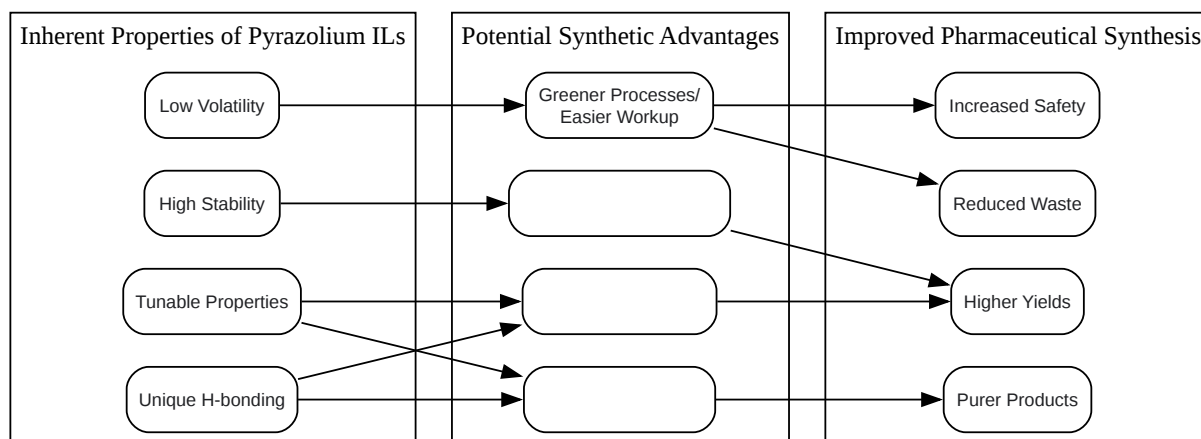 Inherent Properties of Pyrazolium ILs
Low Volatility
High Stability
Tunable Properties
Unique H-bonding
Potential Synthetic Advantages
Greener Processes/
Easier Workup
Improved Pharmaceutical Synthesis
Increased Safety
Reduced Waste
Higher Yields
Purer Products